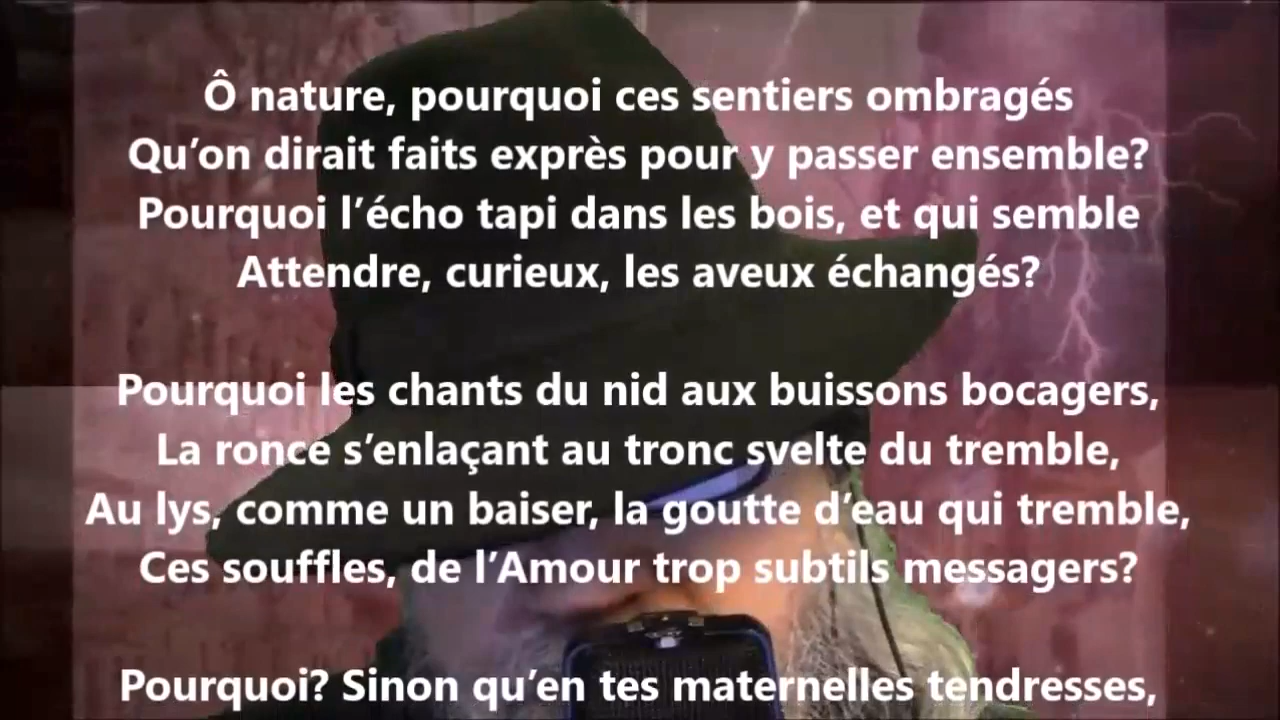 Ô nature, pourquoi ces sentiers ombragés
Qu’on dirait faits exprès pour y passer ensemble?
Pourquoi l’écho tapi dans les bois, et qui semble
Attendre, curieux, les aveux échangés?
Pourquoi les chants du nid aux buissons bocagers,
La ronce s’enlaçant au tronc svelte du tremble,
Au lys, comme un baiser, la goutte d’eau qui tremble,
Ces souffles, de l’Amour trop subtils messagers?
Pourquoi? Sinon qu’en tes maternelles tendresses,